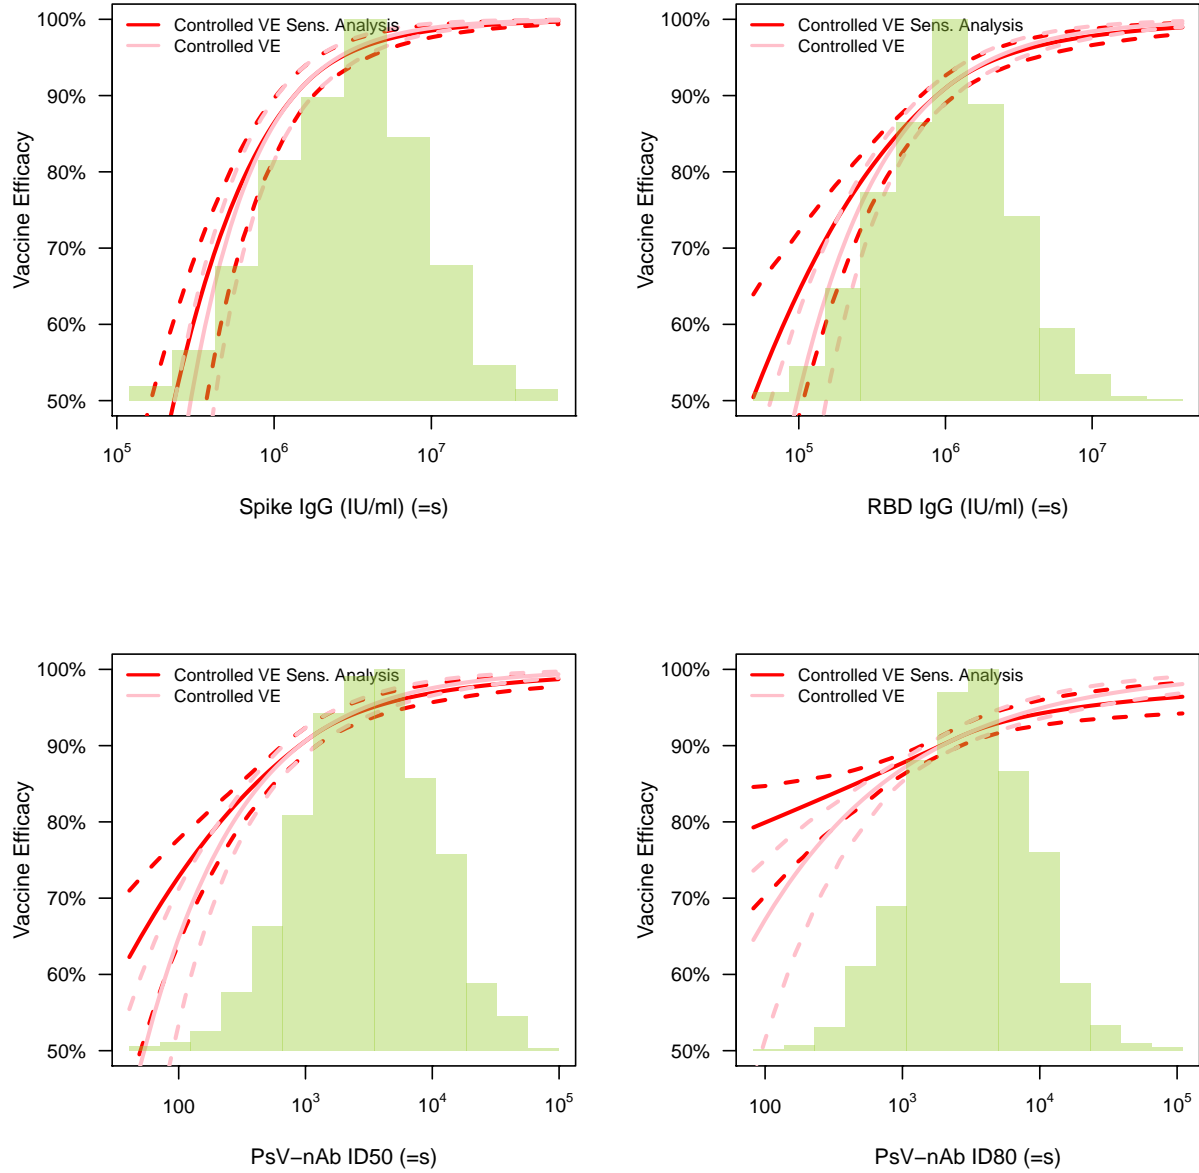 Controlled VE Sens. Analysis
Controlled VE
100%
90%
80%
70%
60%
50%
Vaccine Efficacy
10^5
10^6
10^7
Spike IgG (IU/ml) (=s)
Controlled VE Sens. Analysis
Controlled VE
100%
90%
80%
70%
60%
50%
Vaccine Efficacy
10^5
10^6
10^7
RBD IgG (IU/ml) (=s)
Controlled VE Sens. Analysis
Controlled VE
100%
90%
80%
70%
60%
50%
Vaccine Efficacy
100
10^3
10^4
10^5
PsV−nAb ID50 (=s)
Controlled VE Sens. Analysis
Controlled VE
100%
90%
80%
70%
60%
50%
Vaccine Efficacy
100
10^3
10^4
10^5
PsV−nAb ID80 (=s)